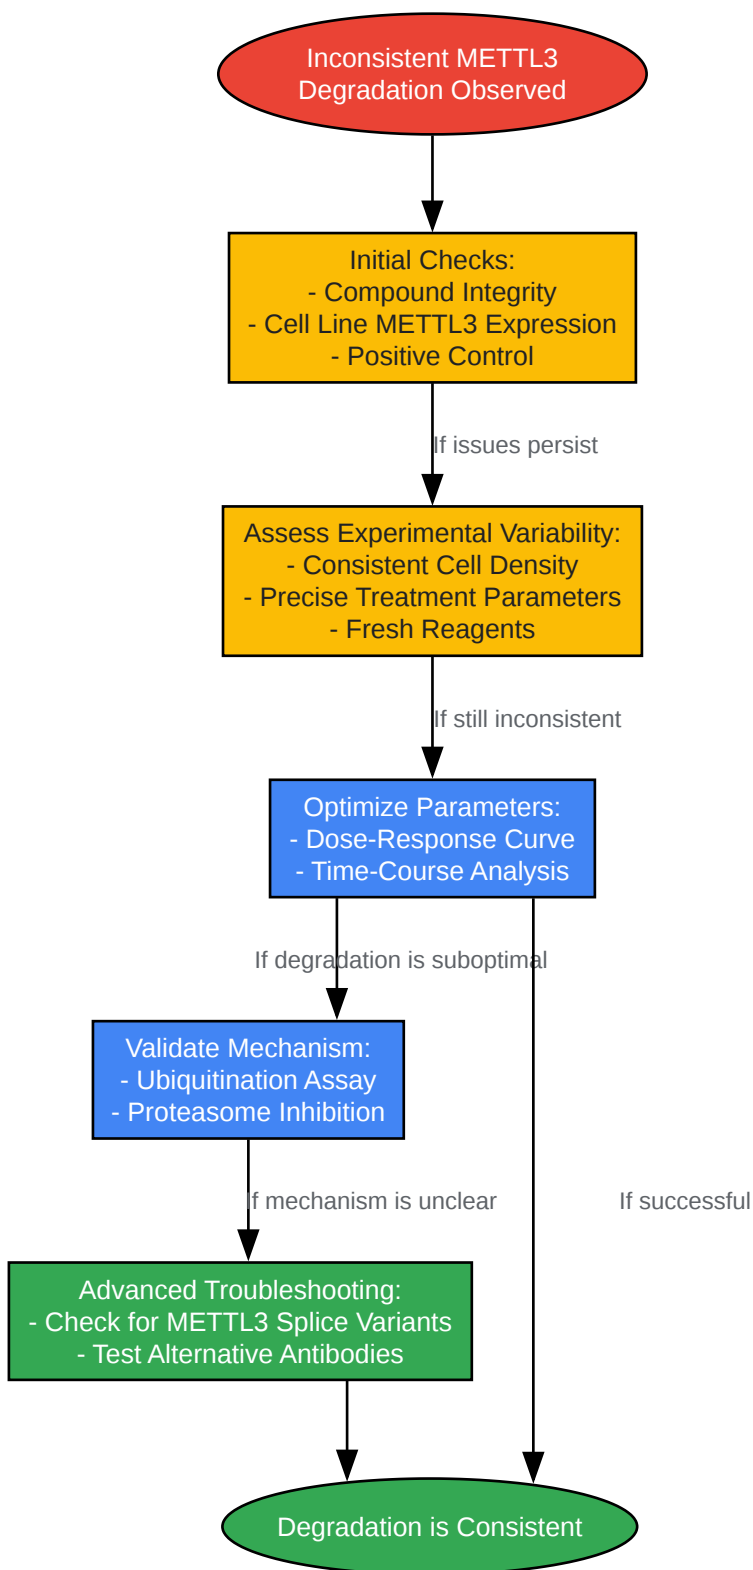 Inconsistent METTL3
Degradation Observed
Initial Checks:
- Compound Integrity
- Cell Line METTL3 Expression
- Positive Control
If issues persist
Assess Experimental Variability:
- Consistent Cell Density
- Precise Treatment Parameters
- Fresh Reagents
If still inconsistent
Optimize Parameters:
- Dose-Response Curve
- Time-Course Analysis
If degradation is suboptimal
Validate Mechanism:
- Ubiquitination Assay
- Proteasome Inhibition
If mechanism is unclear
If successful
Advanced Troubleshooting:
- Check for METTL3 Splice Variants
- Test Alternative Antibodies
Degradation is Consistent